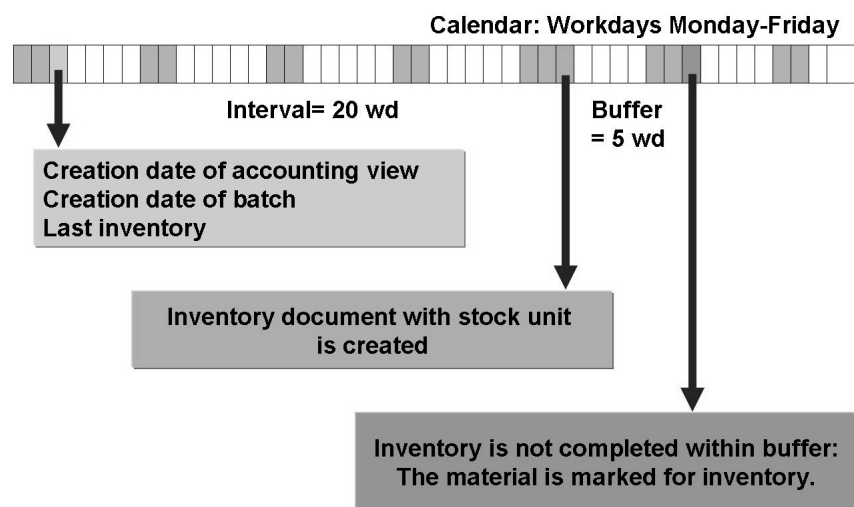 Calendar: Workdays Monday-Friday
Interval= 20 wd
Buffer
= 5 wd
Creation date of accounting view
Creation date of batch
Last inventory
Inventory document with stock unit
is created
Inventory is not completed within buffer:
The material is marked for inventory.